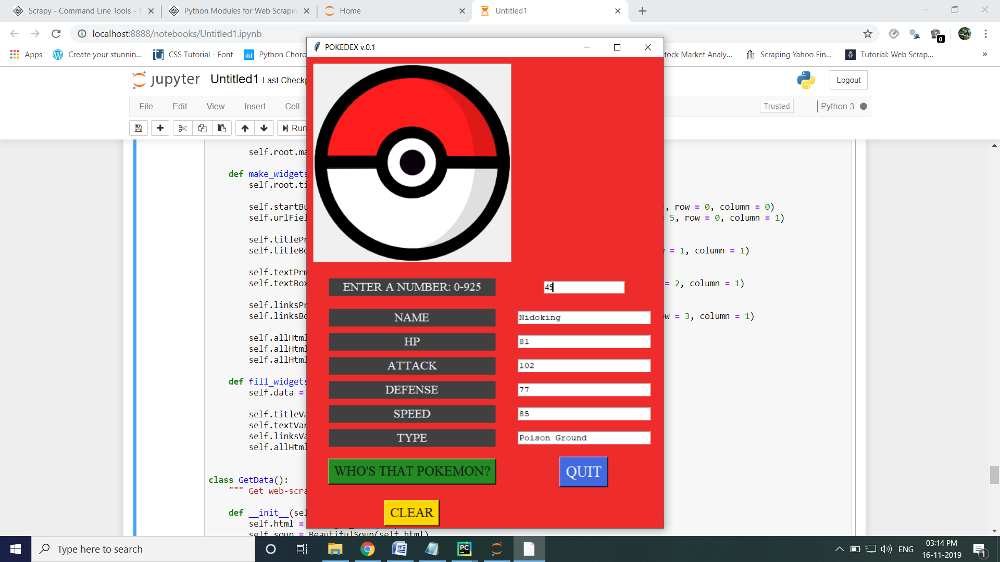 Scrapy - Command Line Tools - T
Python Modules for Web Scrapin
Home
Untitled1
localhost:8888/notebooks/Untitled1.ipynb
0
Apps
Create your stunnin...
CSS Tutorial - Font
Python Choro
tock Market Analy...
Scraping Yahoo Fin...
Tutorial: Web Scrap...
»
POKEDEX v.0.1
jupyter Untitled1 Last Checkp
Logout
File Edit View Insert Cell
Trusted
Python 3
Run
self.root.ma
def make_widgets
self.root.ti
self.startBu , row = 0, column = 0)
self.urlFiel = 5, row = 0, column = 1)
self.titlePr
self.titleBo = 1, column = 1)
self.textPrm
self.textBox = 2, column = 1)
self.linksPr
self.linksBo w = 3, column = 1)
self.allHtml
self.allHtml
self.allHtml
def fill_widgets
self.data =
self.titleVa
self.textVar
self.linksVa
self.allHtml
class GetData():
""" Get web-scra
def __init__(sel
self.html =
self.soup = BeautifulSoup(self.html)
ENTER A NUMBER: 0-925 45
NAME Nidoking
HP 81
ATTACK 102
DEFENSE 77
SPEED 85
TYPE Poison Ground
WHO'S THAT POKEMON? QUIT
CLEAR
Type here to search
PC
ENG
03:14 PM
16-11-2019
1